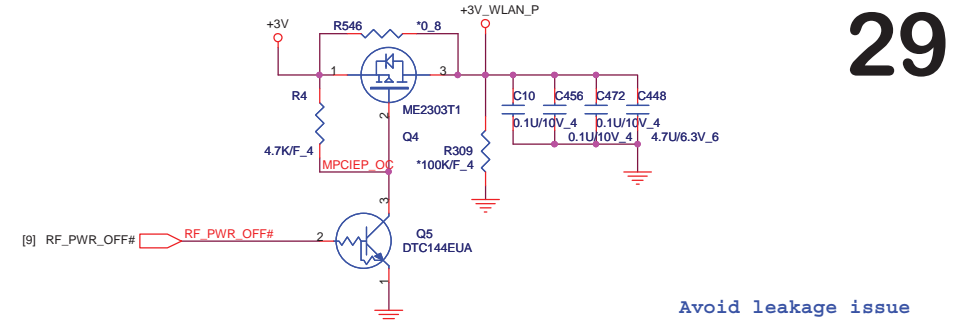 29
+3V_WLAN_P
+3V
R546
*0_8
1
3
R4
ME2303T1
2
Q4
4.7K/F_4
MPCIEP_OC
C10
C456
C472
C448
0.1U/10V_4
0.1U/10V_4
0.1U/10V_4
4.7U/6.3V_6
R309
*100K/F_4
3
[9] RF_PWR_OFF#
RF_PWR_OFF#
2
Q5
DTC144EUA
1
Avoid leakage issue